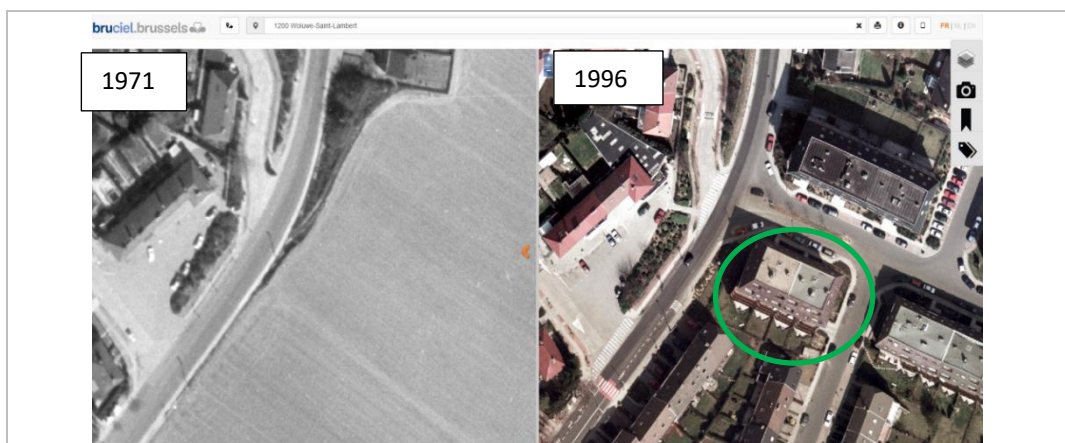 bruciel.brussels
1200 Woluwe-Saint-Lambert
FR | NL | EN
1971
1996